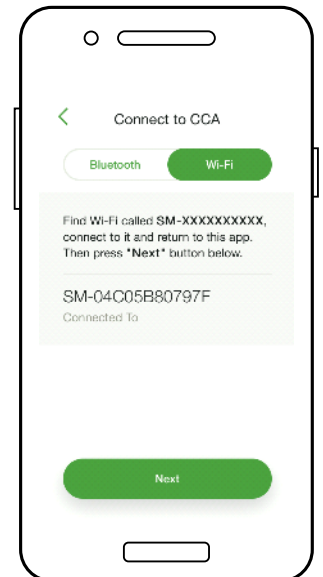 Connect to CCA
Bluetooth Wi-Fi
Find Wi-Fi called SM-XXXXXXXXXX,
connect to it and return to this app.
Then press "Next" button below.
SM-04C05B80797F
Connected To
Next